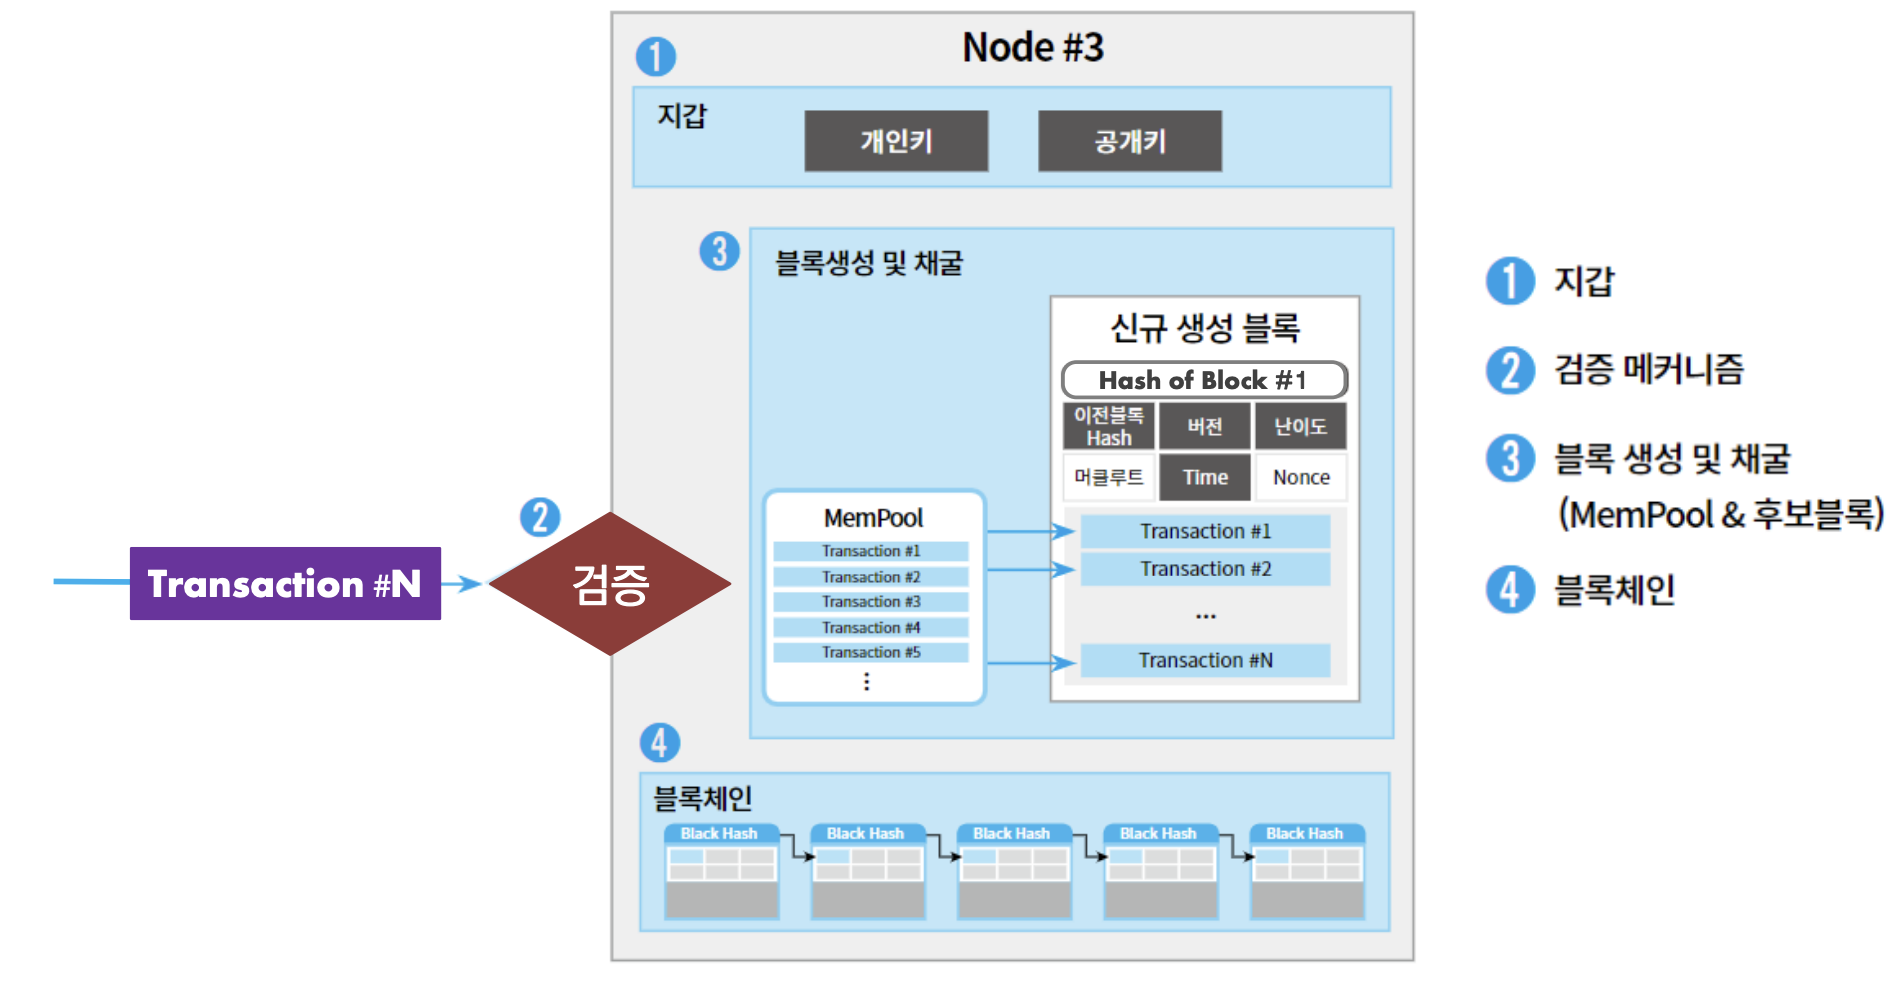 Node #3
1
지갑
개인키
공개키
3
블록생성 및 채굴
신규 생성 블록
Hash of Block #1
이전블톡
Hash
버전
난이도
머클루트
Time
Nonce
MemPool
Transaction #1
Transaction #2
Transaction #3
Transaction #4
Transaction #5
⋮
Transaction #1
Transaction #2
...
Transaction #N
2
Transaction #N
검증
4
블록체인
Black Hash
Black Hash
Black Hash
Black Hash
Black Hash
1 지갑
2 검증 메커니즘
3 블록 생성 및 채굴
(MemPool & 후보블록)
4 블록체인